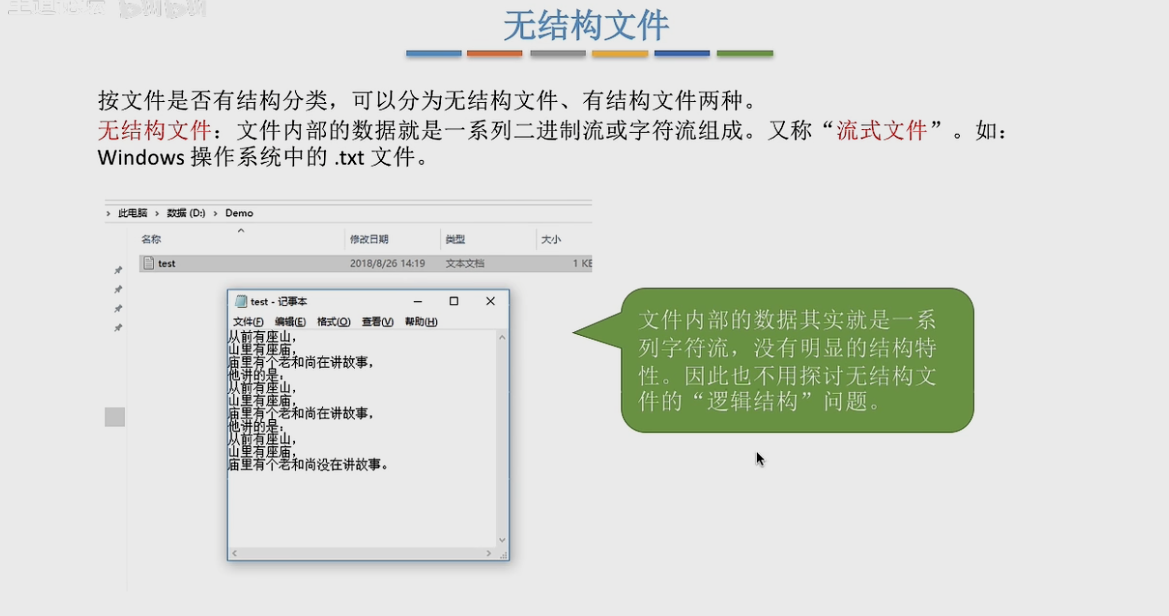 无结构文件
按文件是否有结构分类，可以分为无结构文件、有结构文件两种。
无结构文件：文件内部的数据就是一系列二进制流或字符流组成。又称“流式文件”。如：
Windows 操作系统中的 .txt 文件。
› 此电脑 › 数据 (D:) › Demo
名称 修改日期 类型 大小
test 2018/8/26 14:19 文本文档 1 KB
test - 记事本
文件(F) 编辑(E) 格式(O) 查看(V) 帮助(H)
从前有座山，
山里有座庙，
庙里有个老和尚在讲故事，
他讲的是：
从前有座山，
山里有座庙，
庙里有个老和尚在讲故事，
他讲的是：
从前有座山，
山里有座庙，
庙里有个老和尚没在讲故事。
文件内部的数据其实就是一系
列字符流，没有明显的结构特
性。因此也不用探讨无结构文
件的“逻辑结构”问题。